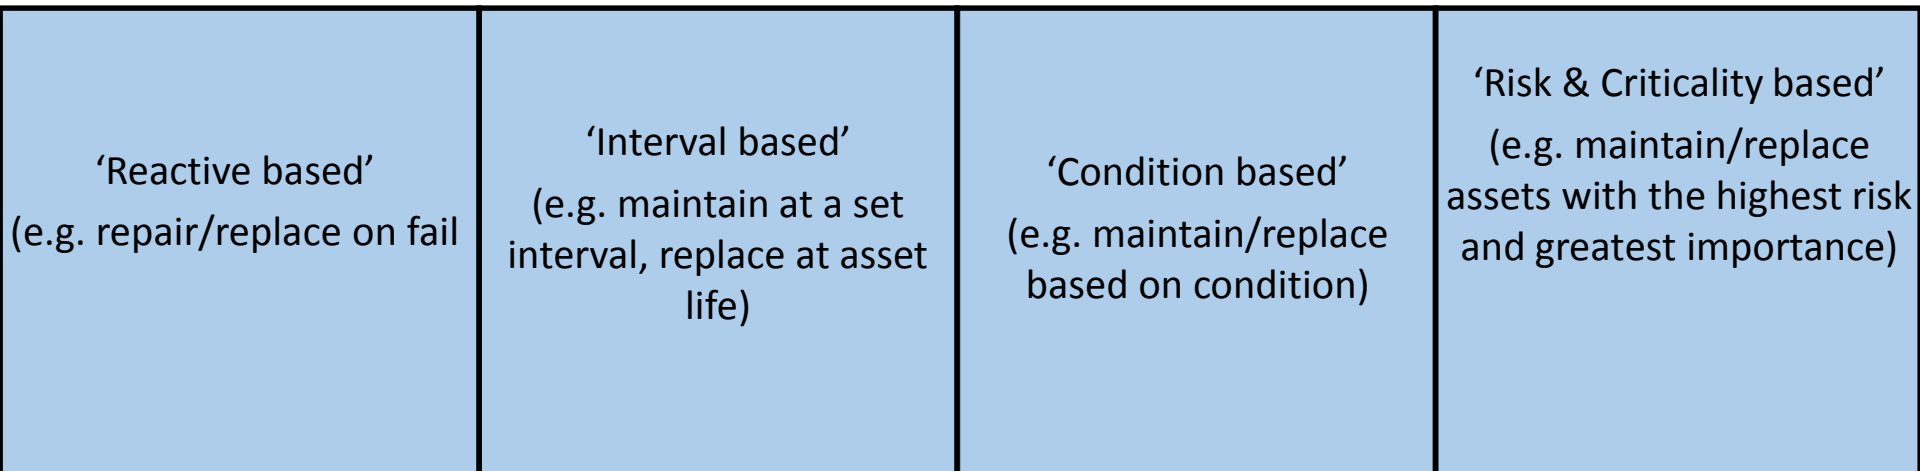 ‘Reactive based’
(e.g. repair/replace on fail
‘Interval based’
(e.g. maintain at a set
interval, replace at asset
life)
‘Condition based’
(e.g. maintain/replace
based on condition)
‘Risk & Criticality based’
(e.g. maintain/replace
assets with the highest risk
and greatest importance)